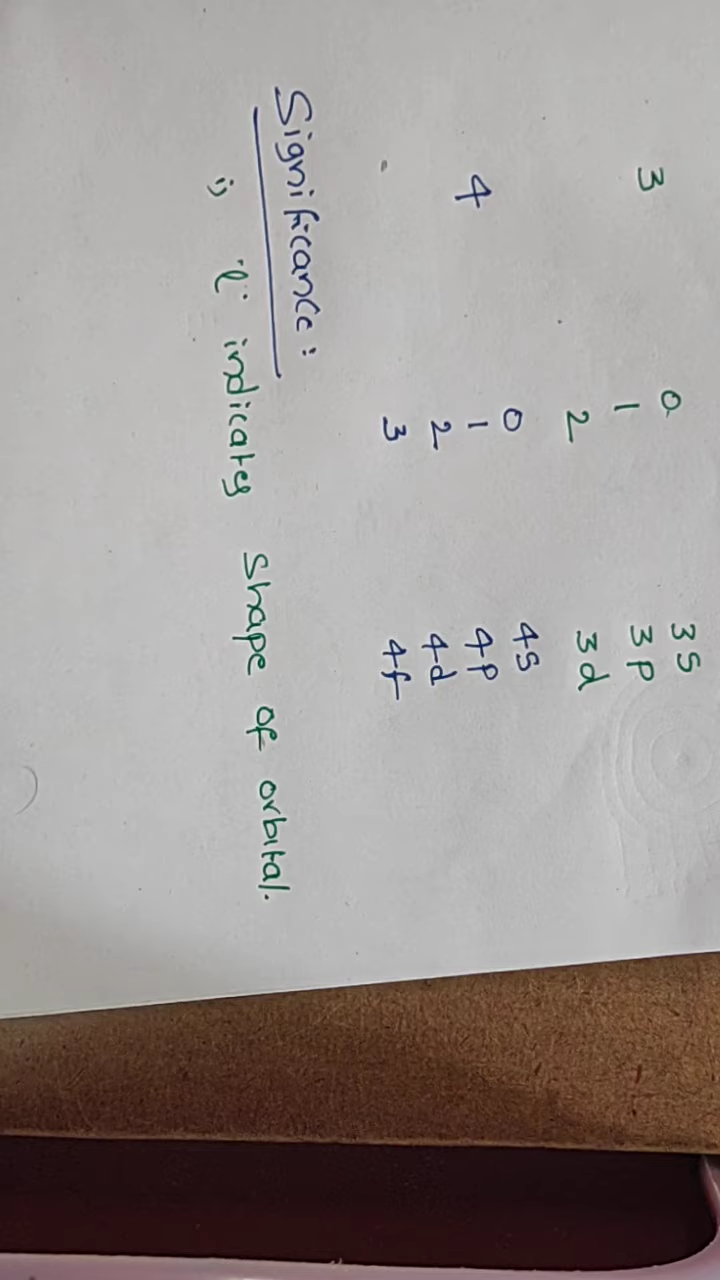 3 0 3s
1 3p
2 3d
4 0 4s
1 4p
2 4d
3 4f
Significance:
i) 'l' indicates shape of orbital.